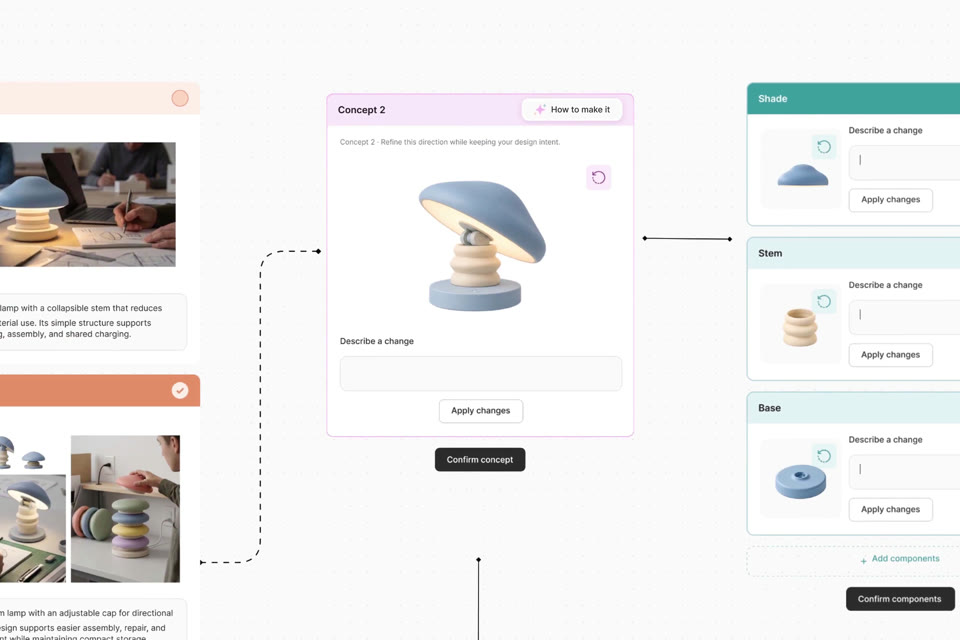 lamp with a collapsible stem that reduces
terial use. Its simple structure supports
g, assembly, and shared charging.
m lamp with an adjustable cap for directional
esign supports easier assembly, repair, and
nt while maintaining compact storage
Concept 2
How to make it
Concept 2 · Refine this direction while keeping your design intent.
Describe a change
Apply changes
Confirm concept
Shade
Describe a change
Apply changes
Stem
Describe a change
Apply changes
Base
Describe a change
Apply changes
+ Add components
Confirm components